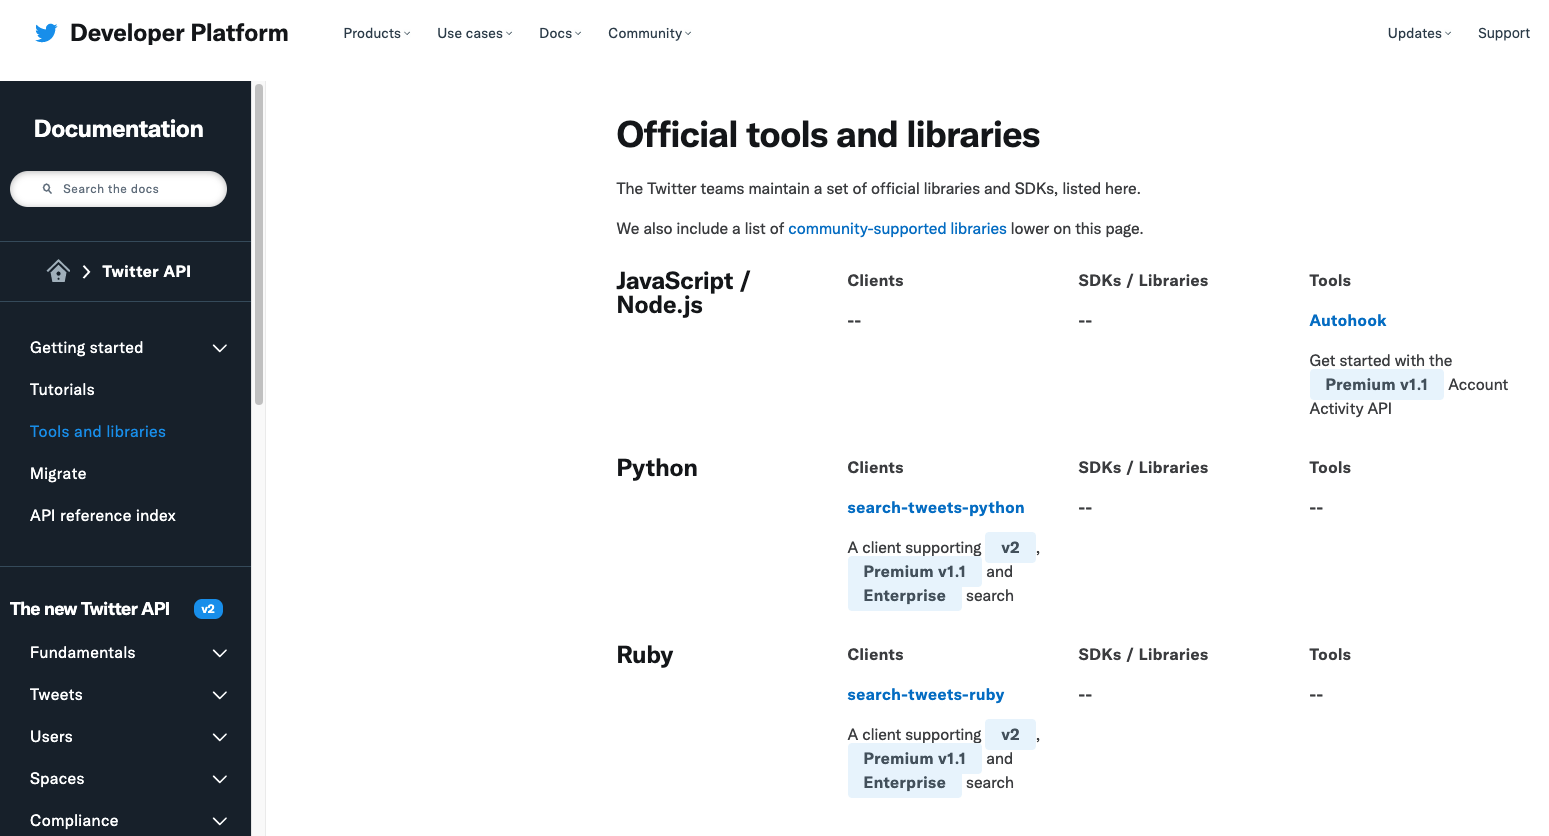 Developer Platform
Products
Use cases
Docs
Community
Updates
Support
Documentation
Search the docs
Twitter API
Getting started
Tutorials
Tools and libraries
Migrate
API reference index
The new Twitter API v2
Fundamentals
Tweets
Users
Spaces
Compliance
Official tools and libraries
The Twitter teams maintain a set of official libraries and SDKs, listed here.
We also include a list of community-supported libraries lower on this page.
JavaScript /
Node.js
Clients
--
SDKs / Libraries
--
Tools
Autohook
Get started with the
Premium v1.1 Account
Activity API
Python
Clients
search-tweets-python
A client supporting v2 ,
Premium v1.1 and
Enterprise search
SDKs / Libraries
--
Tools
--
Ruby
Clients
search-tweets-ruby
A client supporting v2 ,
Premium v1.1 and
Enterprise search
SDKs / Libraries
--
Tools
--